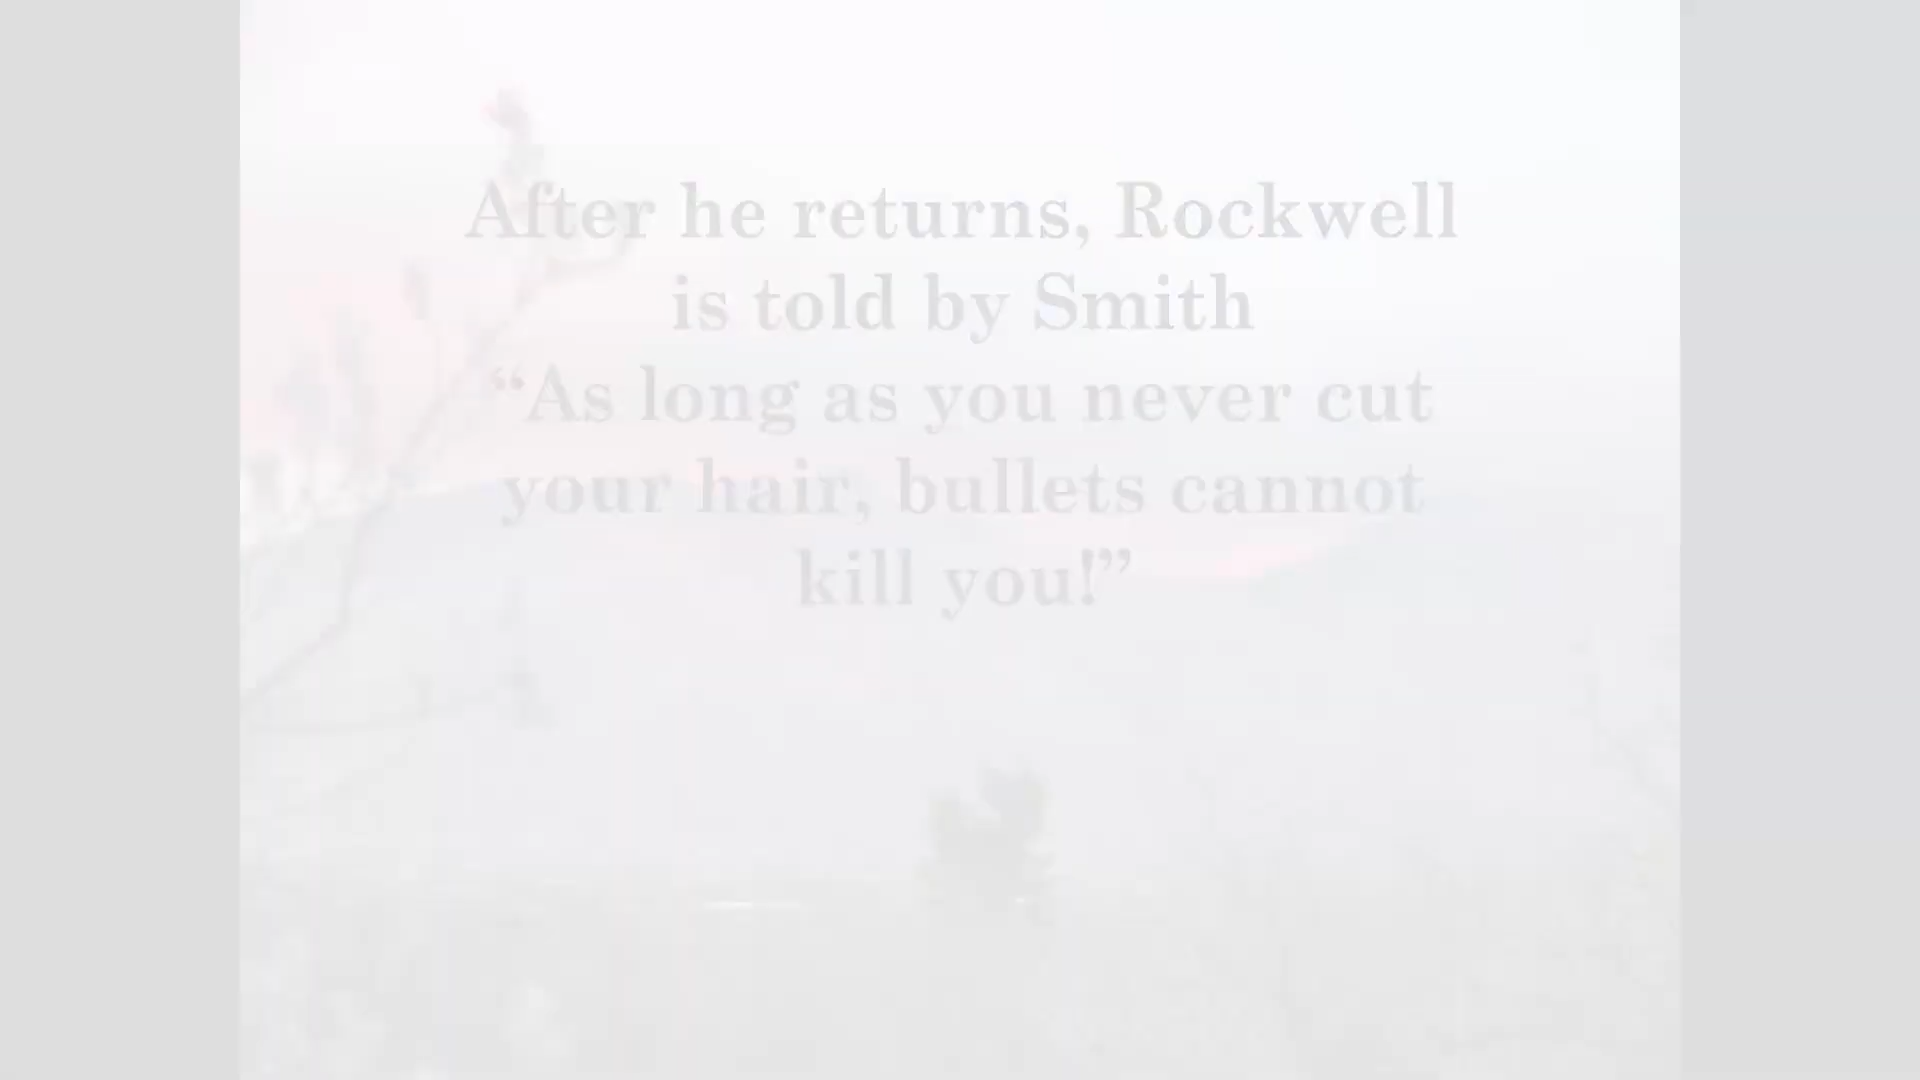 After he returns, Rockwell
is told by Smith
“As long as you never cut
your hair, bullets cannot
kill you!”